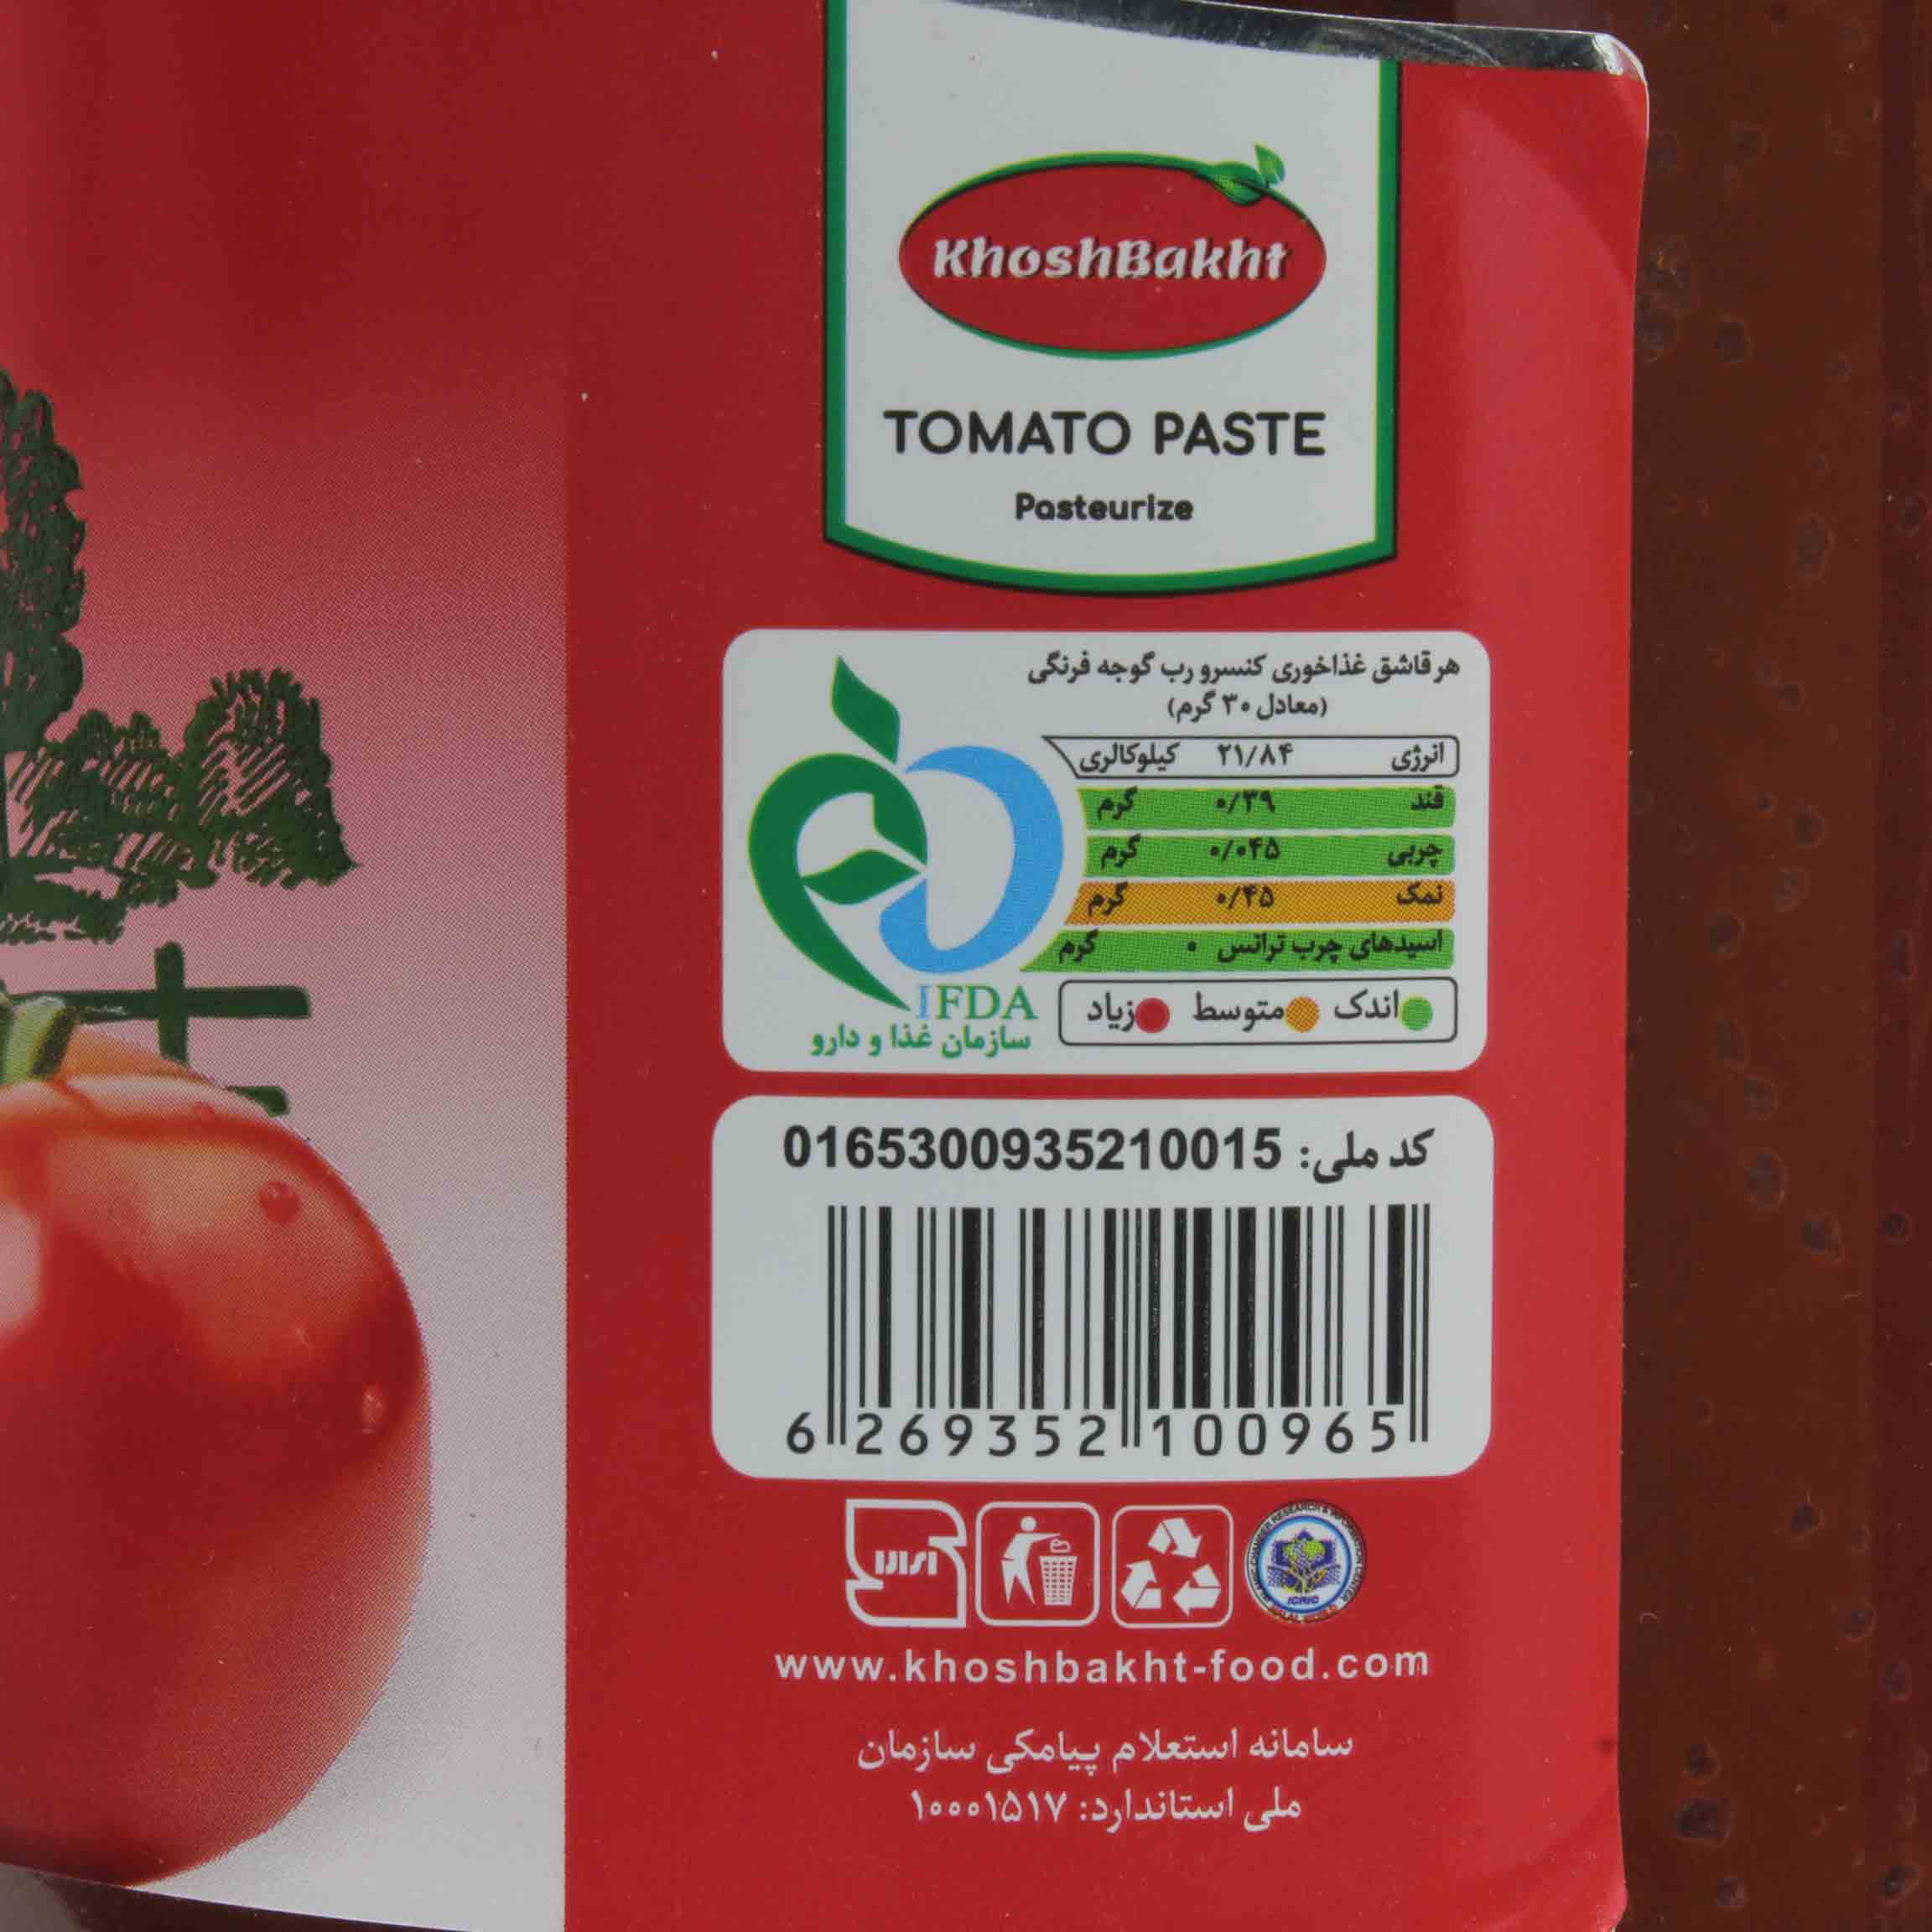 KhoshBakht
TOMATO PASTE
Pasteurize
هر قاشق غذاخوری کنسرو رب گوجه فرنگی
(معادل ۳۰ گرم)
انرژی ۲۱/۸۴ کیلوکالری
قند ۰/۳۹ گرم
چربی ۰/۰۴۵ گرم
نمک ۰/۴۵ گرم
اسیدهای چرب ترانس ۰ گرم
اندک متوسط زیاد
IFDA
سازمان غذا و دارو
کد ملی: 0165300935210015
6 269352 100965
ICRIC
www.khoshbakht-food.com
سامانه استعلام پیامکی سازمان
ملی استاندارد: ۱۰۰۰۱۵۱۷